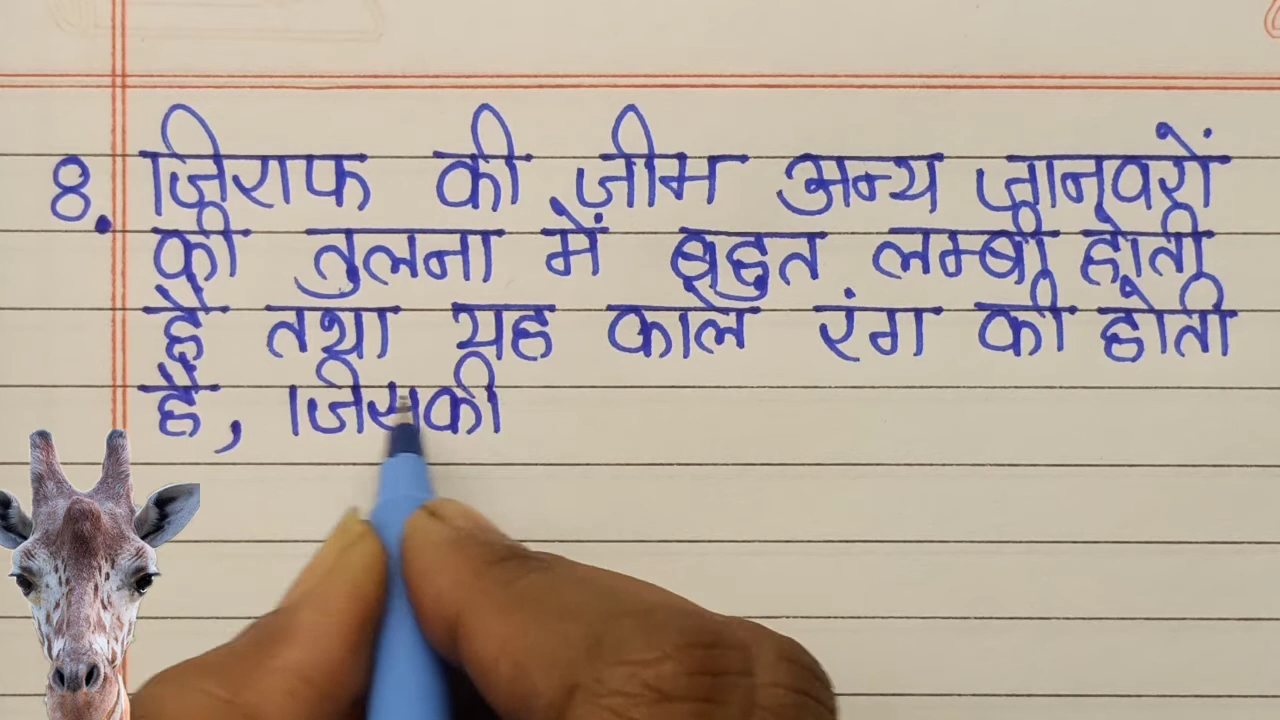 8. जिराफ की जीभ अन्य जानवरों
की तुलना में बहुत लम्बी होती
है तथा यह काले रंग की होती
है, जिसकी